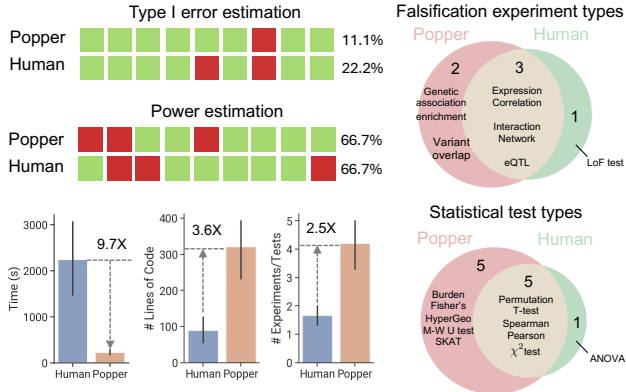 Type I error estimation
Popper 11.1%
Human 22.2%
Power estimation
Popper 66.7%
Human 66.7%
3000
2000
1000
0
Time (s)
9.7X
Human Popper
400
300
200
100
0
# Lines of Code
3.6X
Human Popper
5
4
3
2
1
0
# Experiments/Tests
2.5X
Human Popper
Falsification experiment types
Popper Human
2
Genetic
association
enrichment
Variant
overlap
3
Expression
Correlation
Interaction
Network
eQTL
1
LoF test
Statistical test types
Popper Human
5
Burden
Fisher's
HyperGeo
M-W U test
SKAT
5
Permutation
T-test
Spearman
Pearson
χ² test
1
ANOVA